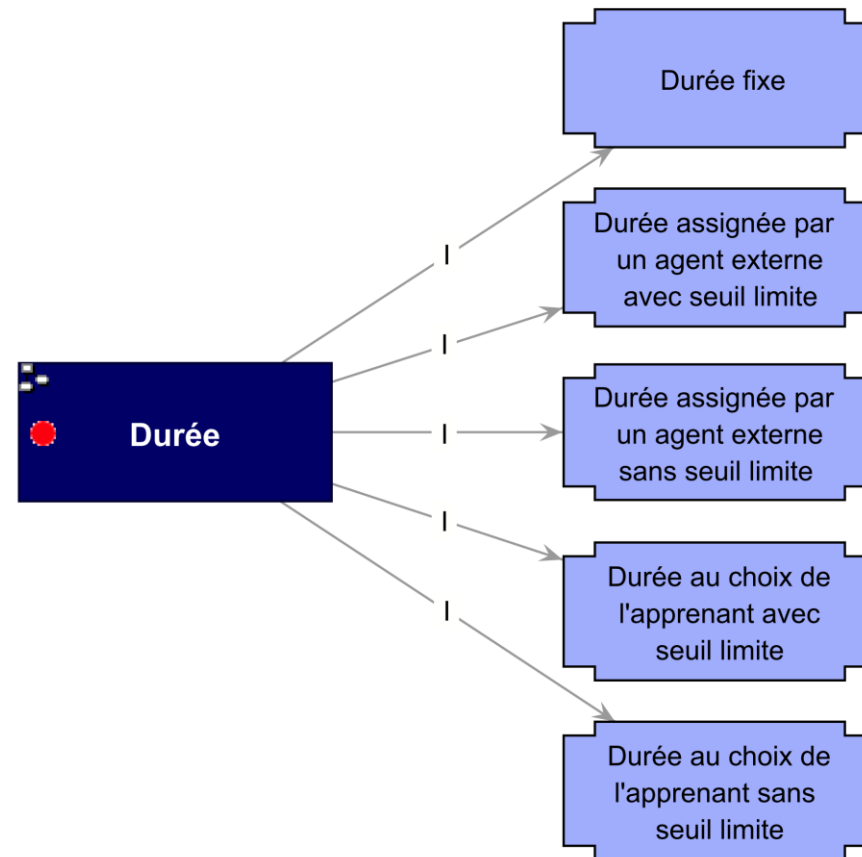 Durée fixe
Durée assignée par
un agent externe
avec seuil limite
I
I
Durée assignée par
un agent externe
sans seuil limite
Durée
I
I
Durée au choix de
l'apprenant avec
seuil limite
I
Durée au choix de
l'apprenant sans
seuil limite